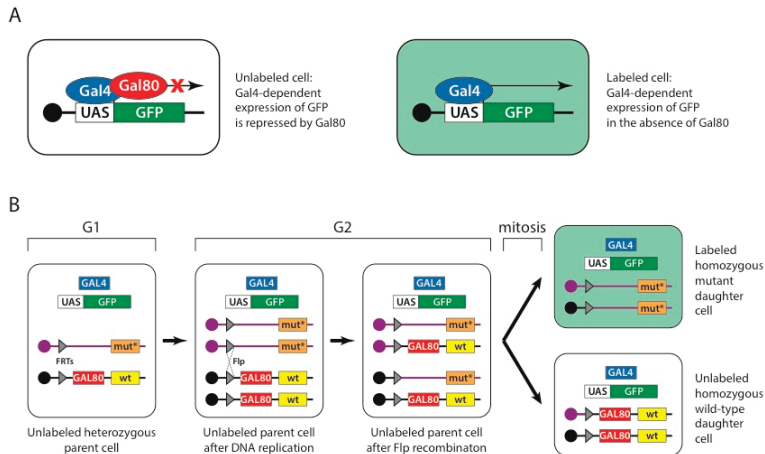 A
Gal4
Gal80
X
UAS
GFP
Unlabeled cell:
Gal4-dependent
expression of GFP
is repressed by Gal80
Gal4
UAS
GFP
Labeled cell:
Gal4-dependent
expression of GFP
in the absence of Gal80
B
G1
G2
mitosis
GAL4
UAS GFP
mut*
FRTs
GAL80 wt
Unlabeled heterozygous
parent cell
GAL4
UAS GFP
mut*
mut*
Flp
GAL80 wt
GAL80 wt
Unlabeled parent cell
after DNA replication
GAL4
UAS GFP
mut*
GAL80 wt
mut*
GAL80 wt
Unlabeled parent cell
after Flp recombinaton
GAL4
UAS GFP
mut*
mut*
Labeled
homozygous
mutant
daughter
cell
GAL4
UAS GFP
GAL80 wt
GAL80 wt
Unlabeled
homozygous
wild-type
daughter
cell